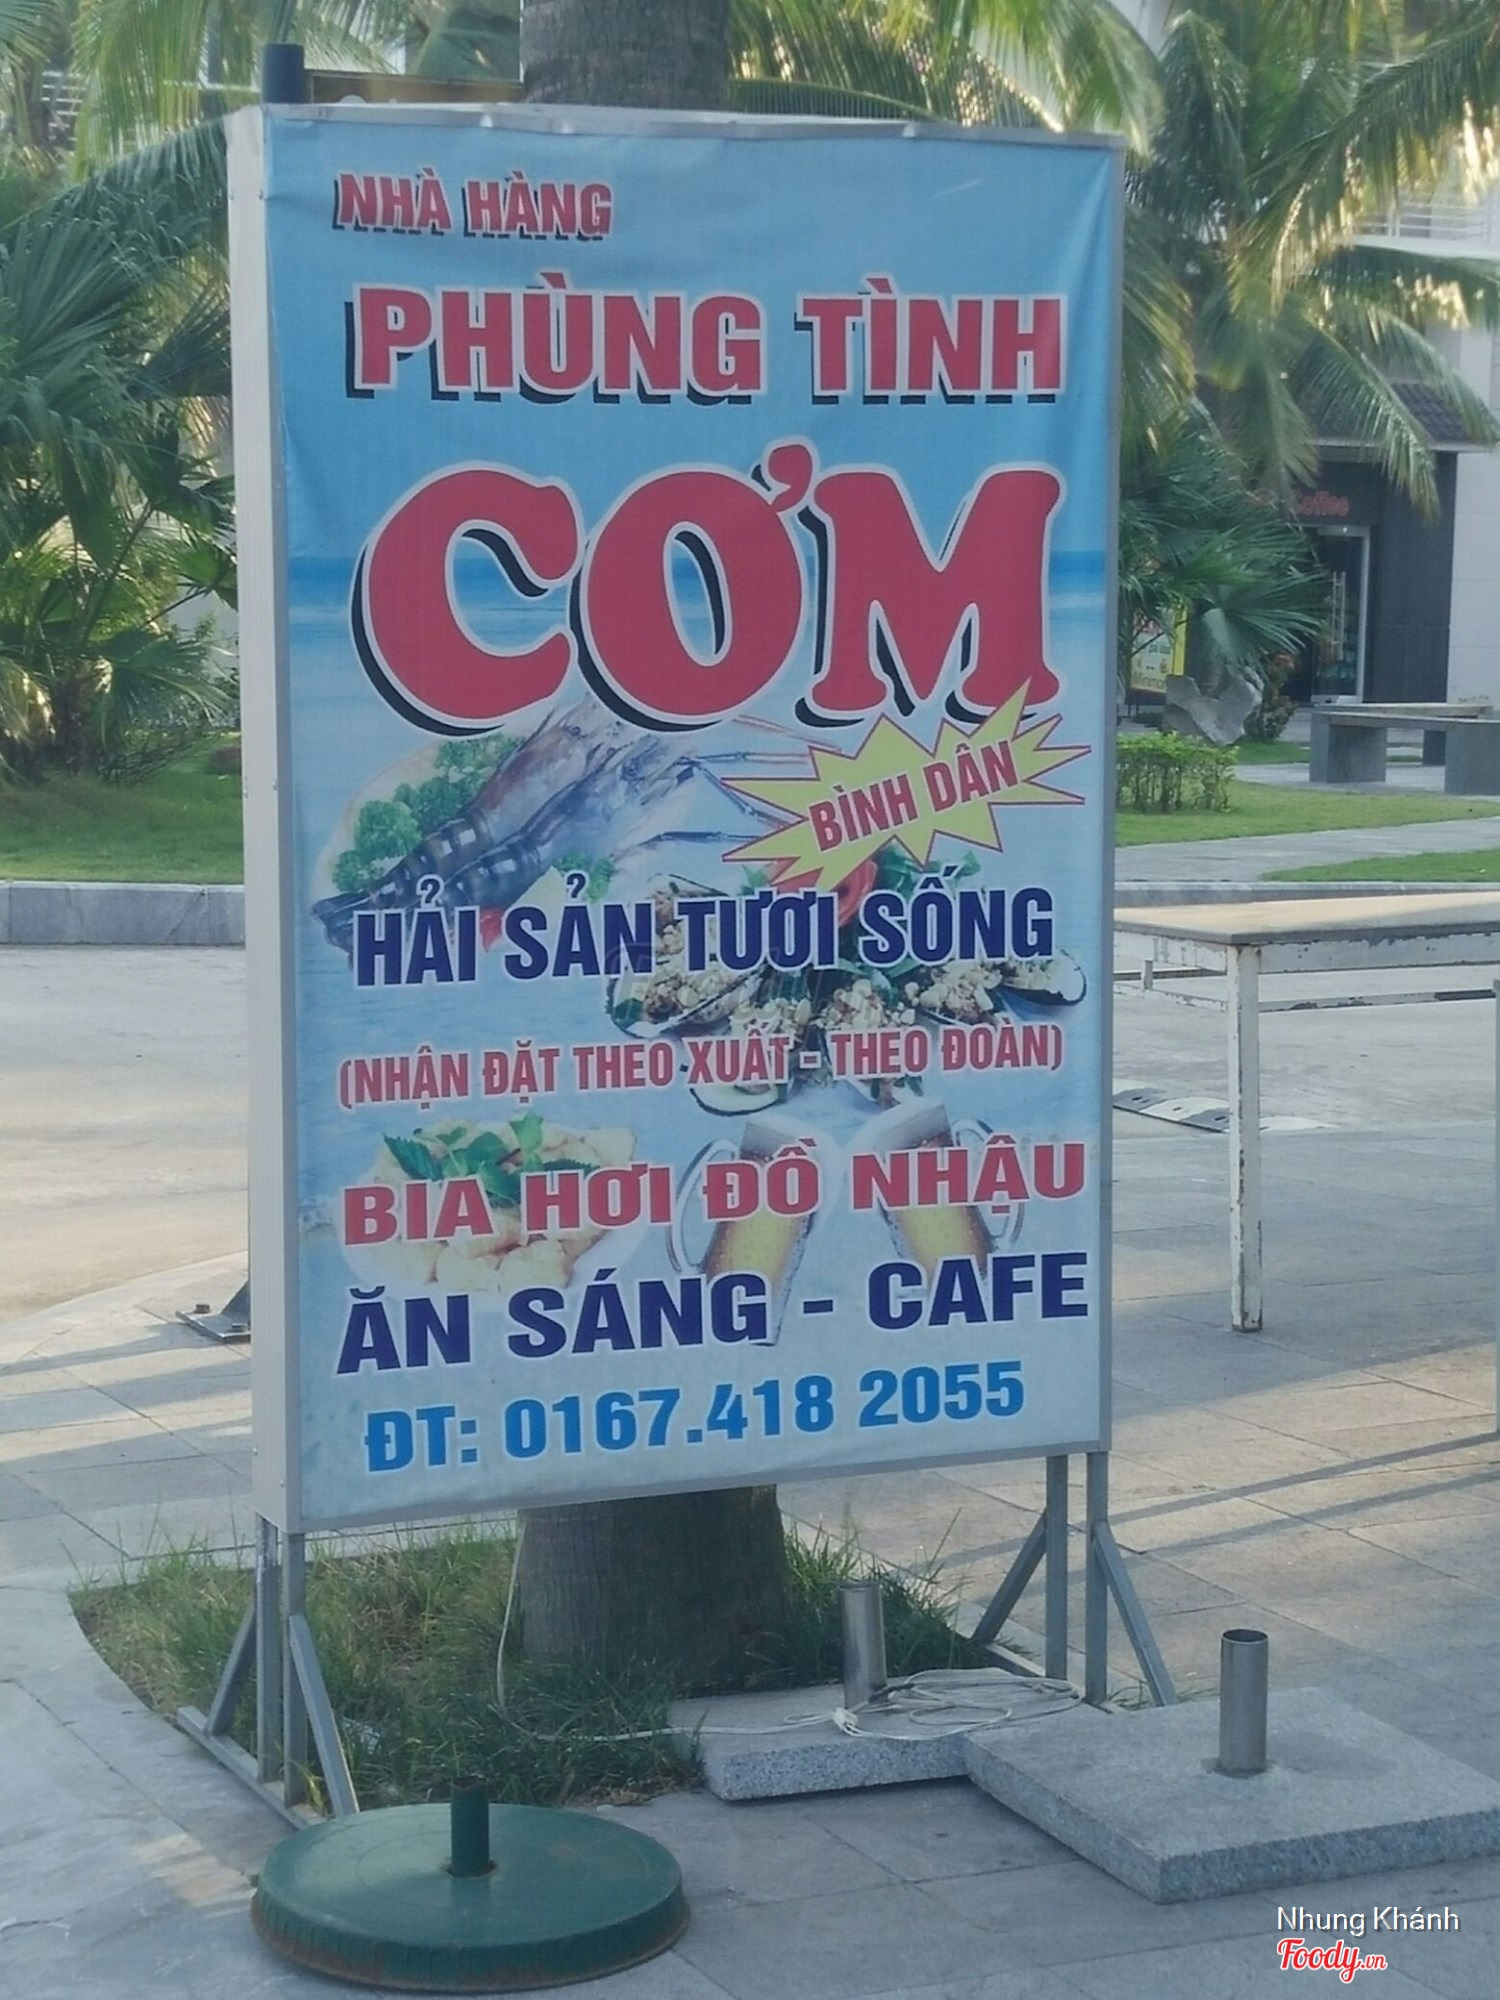 NHÀ HÀNG
PHÙNG TÌNH
CƠM
BÌNH DÂN
HẢI SẢN TƯƠI SỐNG
(NHẬN ĐẶT THEO XUẤT - THEO ĐOÀN)
BIA HƠI ĐỒ NHẬU
ĂN SÁNG - CAFE
ĐT: 0167.418 2055
Coffee
Nhung Khánh
Foody.vn